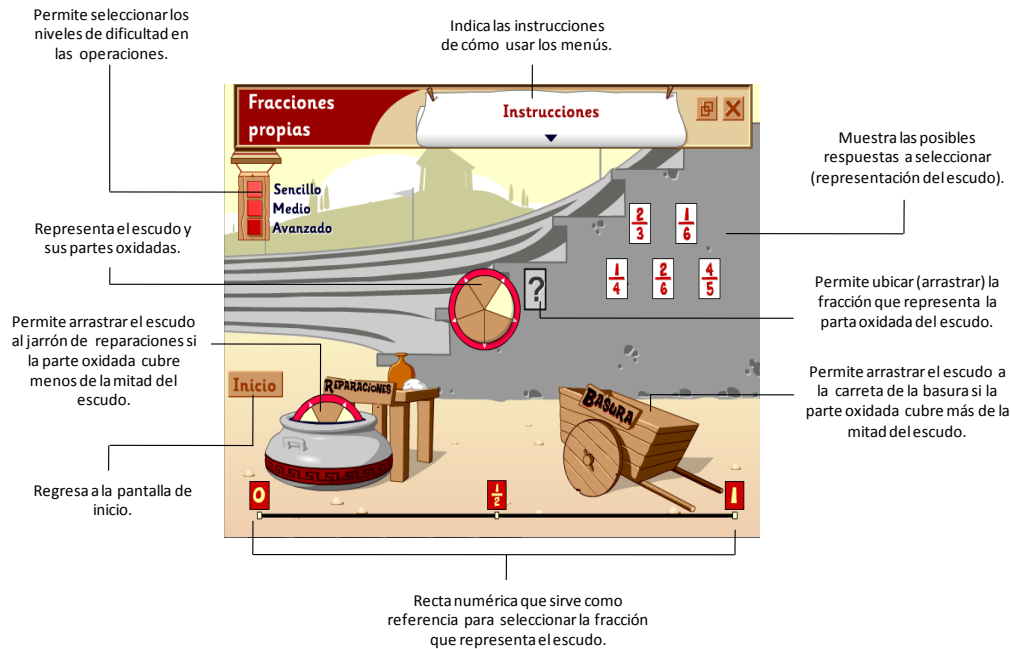 Permite seleccionar los
niveles de dificultad en
las operaciones.
Indica las instrucciones
de cómo usar los menús.
Fracciones
propias
Instrucciones
Muestra las posibles
respuestas a seleccionar
(representación del escudo).
Sencillo
Medio
Avanzado
Representa el escudo y
sus partes oxidadas.
2/3
1/6
1/4
2/6
4/5
?
Permite ubicar (arrastrar) la
fracción que representa la
parta oxidada del escudo.
Permite arrastrar el escudo
al jarrón de reparaciones si
la parte oxidada cubre
menos de la mitad del
escudo.
Inicio
REPARACIONES
BASURA
Permite arrastrar el escudo a
la carreta de la basura si la
parte oxidada cubre más de la
mitad del escudo.
Regresa a la pantalla de
inicio.
0
1/2
1
Recta numérica que sirve como
referencia para seleccionar la fracción
que representa el escudo.